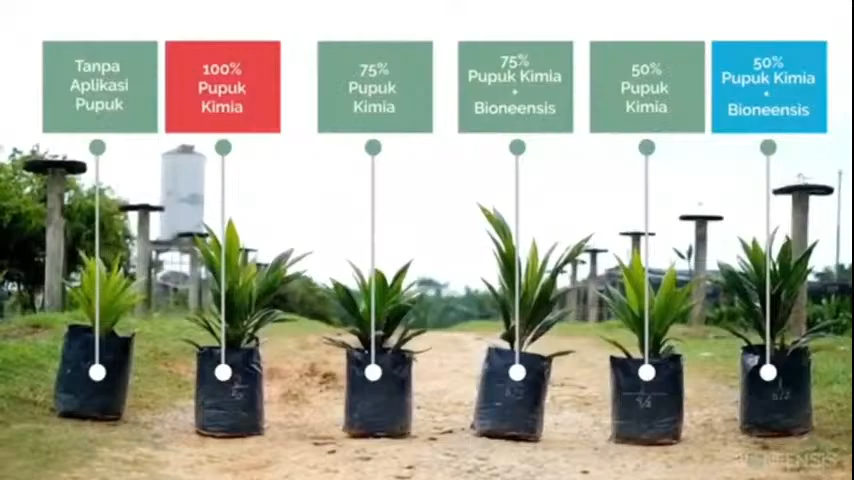 Tanpa
Aplikasi
Pupuk
100%
Pupuk
Kimia
75%
Pupuk
Kimia
75%
Pupuk Kimia
+
Bioneensis
50%
Pupuk
Kimia
50%
Pupuk Kimia
+
Bioneensis
BIONEENSIS